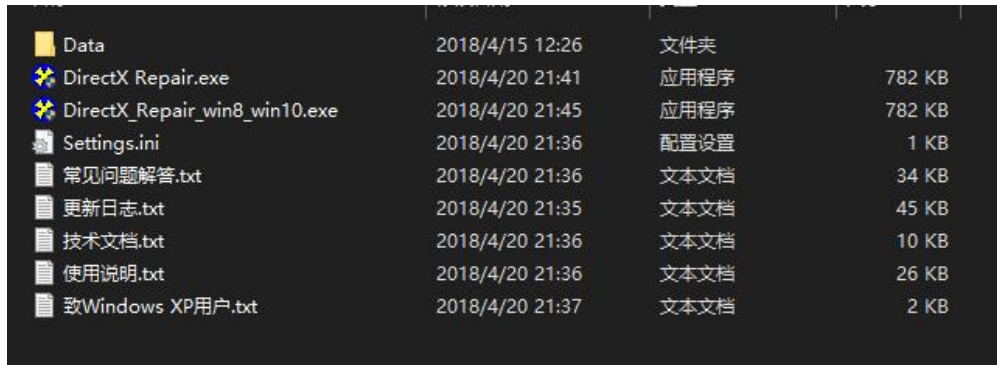 Data 2018/4/15 12:26 文件夹
DirectX Repair.exe 2018/4/20 21:41 应用程序 782 KB
DirectX_Repair_win8_win10.exe 2018/4/20 21:45 应用程序 782 KB
Settings.ini 2018/4/20 21:36 配置设置 1 KB
常见问题解答.txt 2018/4/20 21:36 文本文档 34 KB
更新日志.txt 2018/4/20 21:35 文本文档 45 KB
技术文档.txt 2018/4/20 21:36 文本文档 10 KB
使用说明.txt 2018/4/20 21:36 文本文档 26 KB
致Windows XP用户.txt 2018/4/20 21:37 文本文档 2 KB